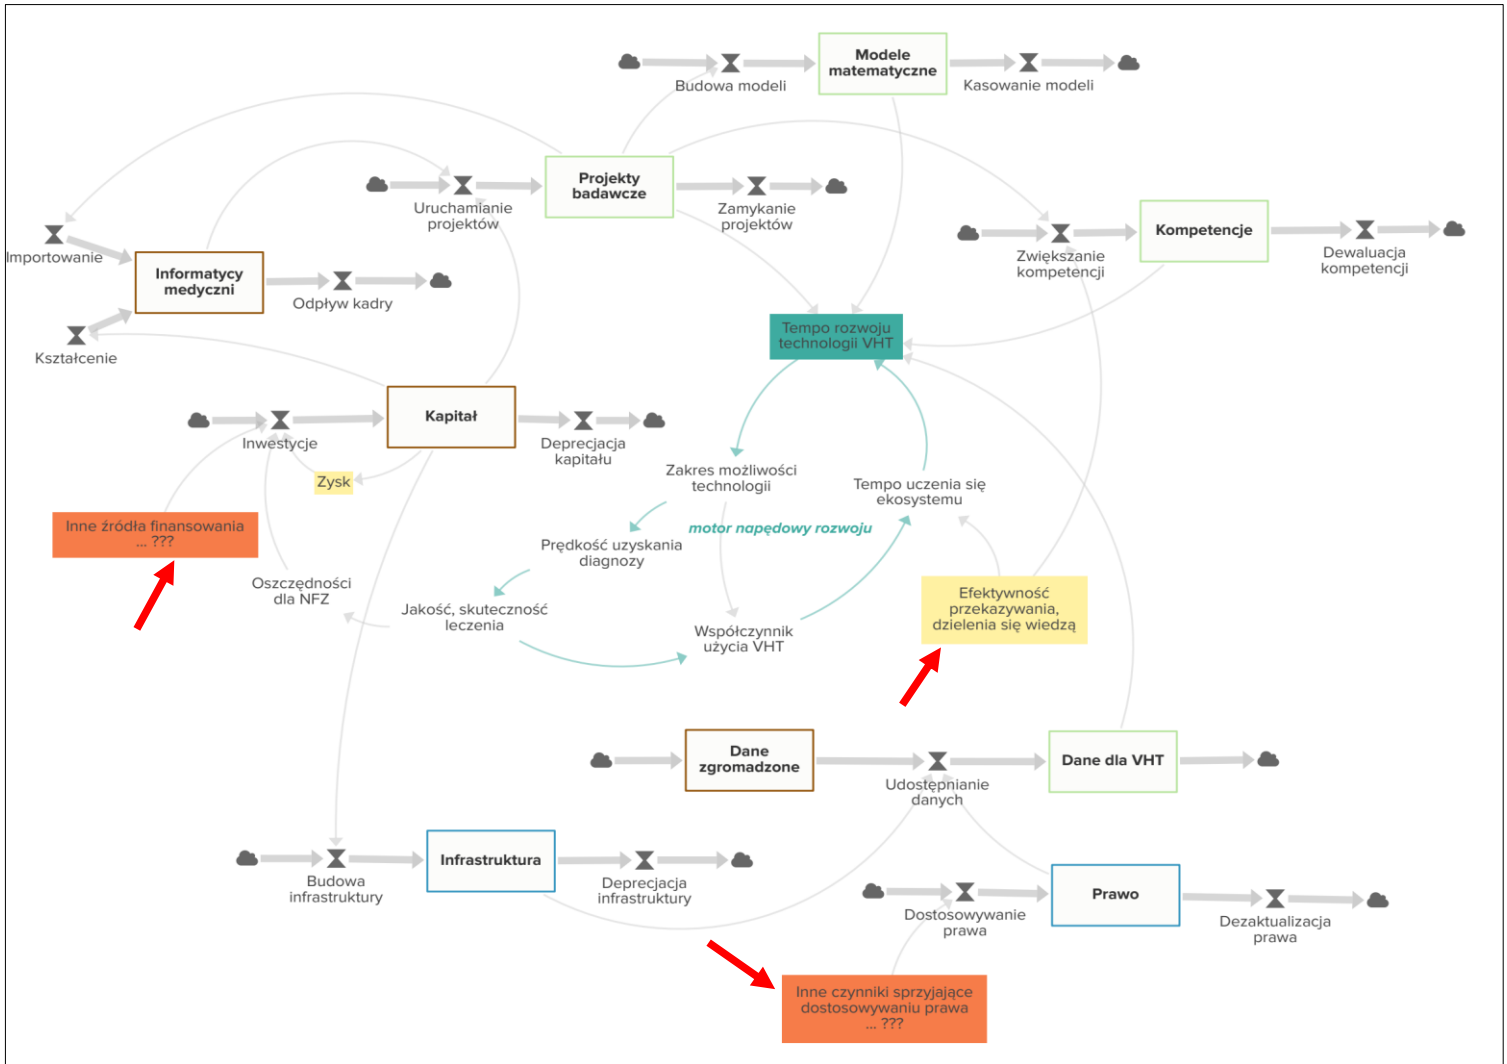 Modele
matematyczne
Budowa modeli
Kasowanie modeli
Projekty
badawcze
Uruchamianie
projektów
Zamykanie
projektów
Kompetencje
Zwiększanie
kompetencji
Dewaluacja
kompetencji
Importowanie
Informatycy
medyczni
Odpływ kadry
Kształcenie
Tempo rozwoju
technologii VHT
Kapitał
Inwestycje
Deprecjacja
kapitału
Zysk
Zakres możliwości
technologii
Tempo uczenia się
ekosystemu
motor napędowy rozwoju
Inne źródła finansowania
... ???
Prędkość uzyskania
diagnozy
Oszczędności
dla NFZ
Jakość, skuteczność
leczenia
Współczynnik
użycia VHT
Efektywność
przekazywania,
dzielenia się wiedzą
Dane
zgromadzone
Udostępnianie
danych
Dane dla VHT
Budowa
infrastruktury
Infrastruktura
Deprecjacja
infrastruktury
Dostosowywanie
prawa
Prawo
Dezaktualizacja
prawa
Inne czynniki sprzyjające
dostosowywaniu prawa
... ???